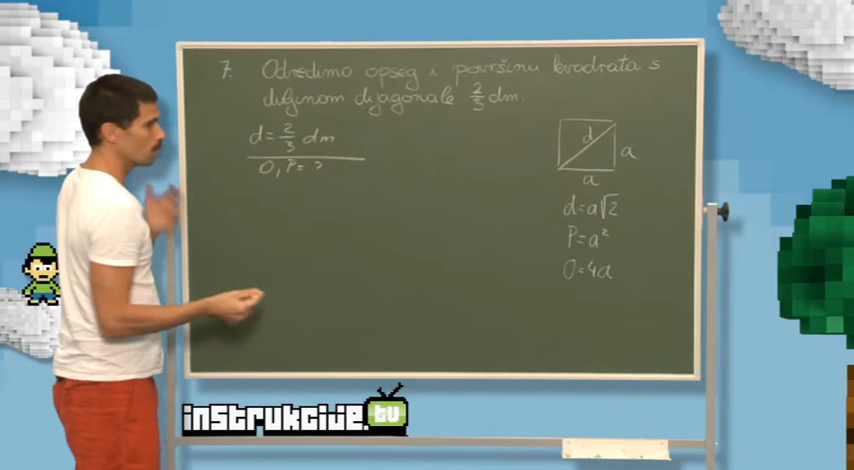 7. Odredimo opseg i površinu kvadrata s
duljinom dijagonale 2/3 dm.
d = 2/3 dm
O, P = ?
d
a
a
d = a√2
P = a²
O = 4a
instrukcije.tv